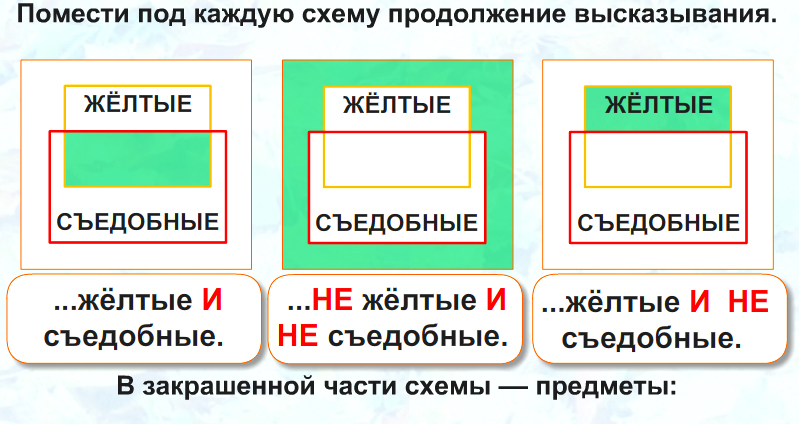 Помести под каждую схему продолжение высказывания.
ЖЁЛТЫЕ
СЪЕДОБНЫЕ
ЖЁЛТЫЕ
СЪЕДОБНЫЕ
ЖЁЛТЫЕ
СЪЕДОБНЫЕ
...жёлтые И
съедобные.
...НЕ жёлтые И
НЕ съедобные.
...жёлтые И НЕ
съедобные.
В закрашенной части схемы — предметы: